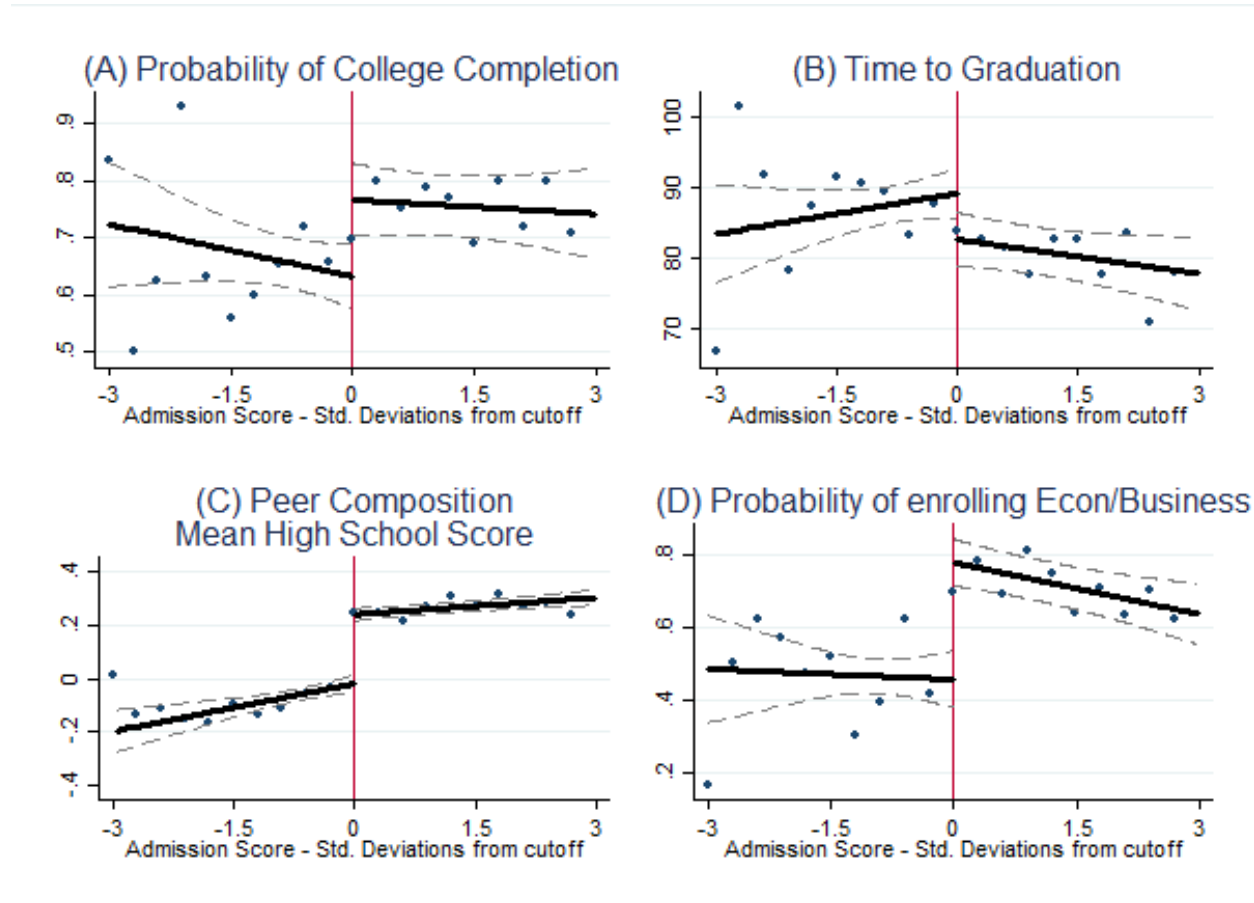 (A) Probability of College Completion
.9
.8
.7
.6
.5
-3 -1.5 0 1.5 3
Admission Score - Std. Deviations from cutoff
(B) Time to Graduation
100
90
80
70
-3 -1.5 0 1.5 3
Admission Score - Std. Deviations from cutoff
(C) Peer Composition
Mean High School Score
.4
.2
0
-.2
-.4
-3 -1.5 0 1.5 3
Admission Score - Std. Deviations from cutoff
(D) Probability of enrolling Econ/Business
.8
.6
.4
.2
-3 -1.5 0 1.5 3
Admission Score - Std. Deviations from cutoff